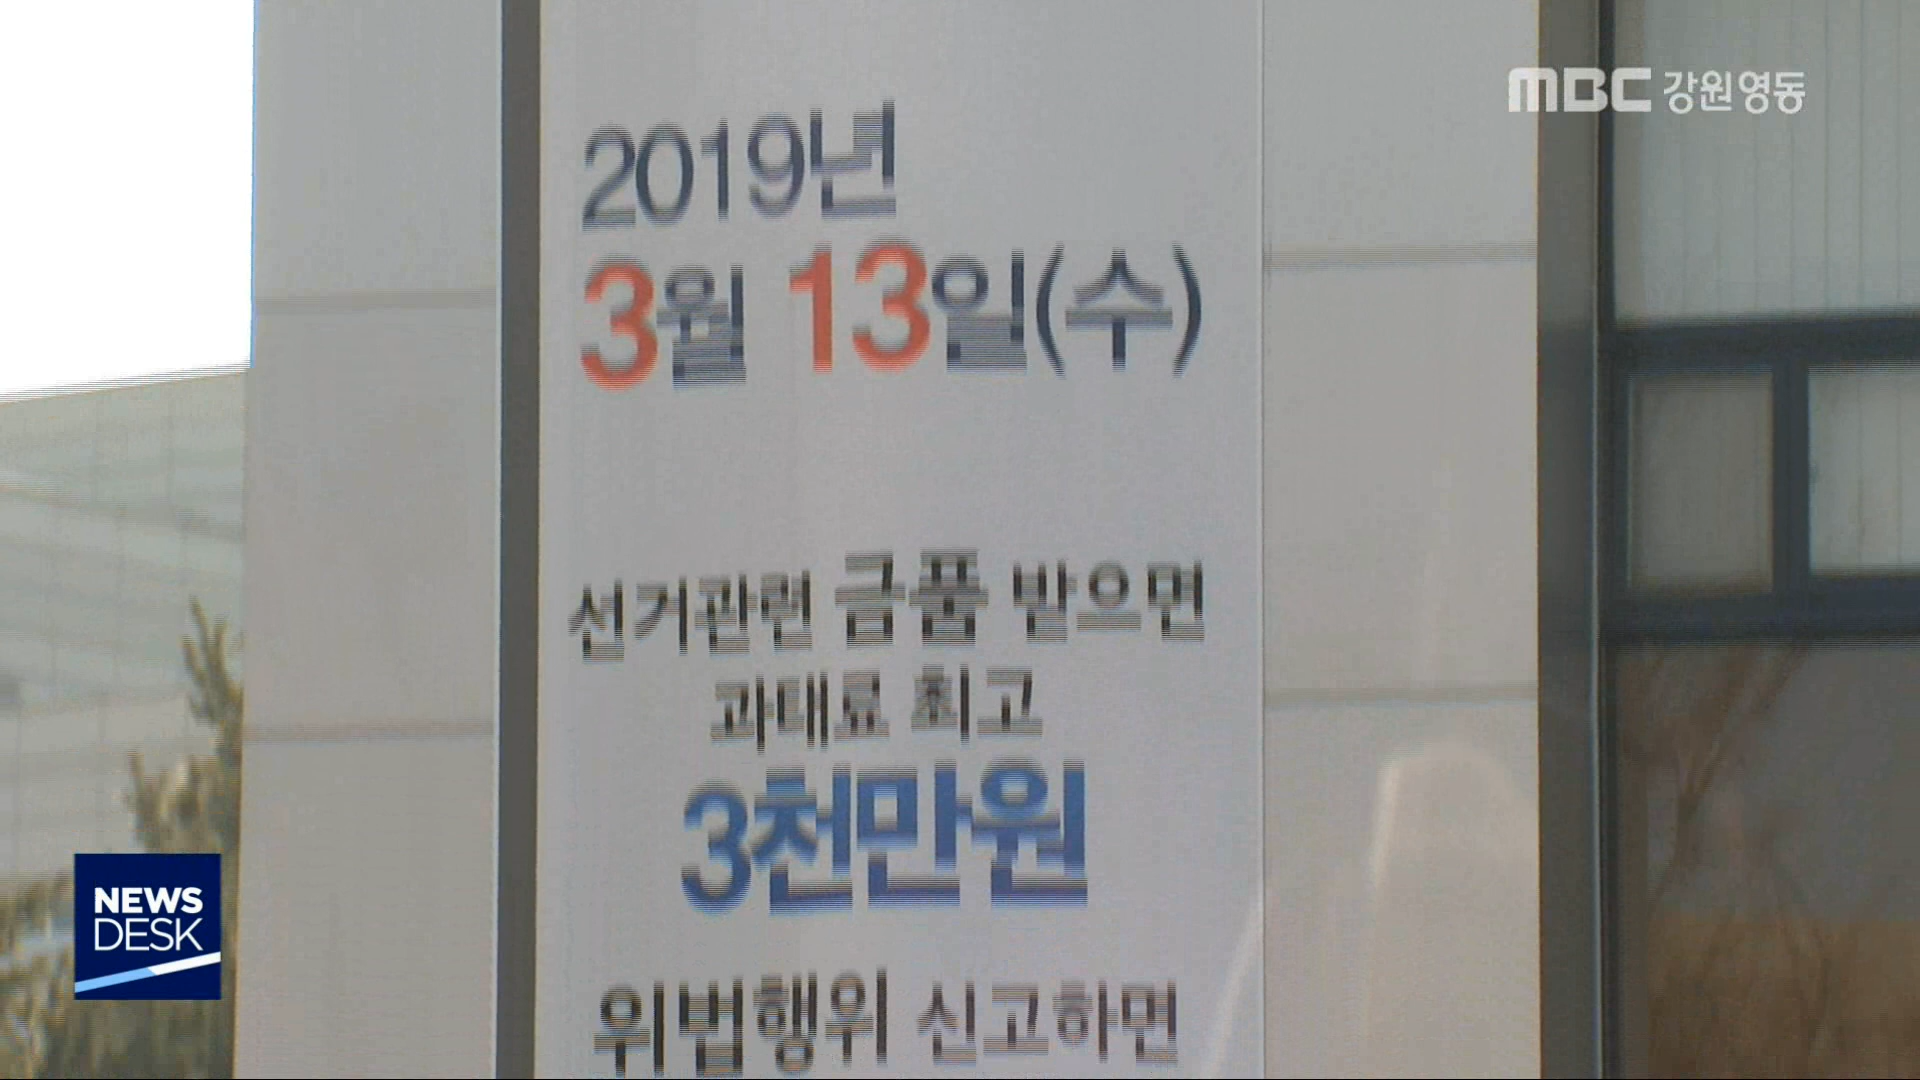 MBC 강원영동
2019년
3월 13일(수)
선거관련 금품 받으면
과태료 최고
3천만원
위법행위 신고하면
NEWS
DESK